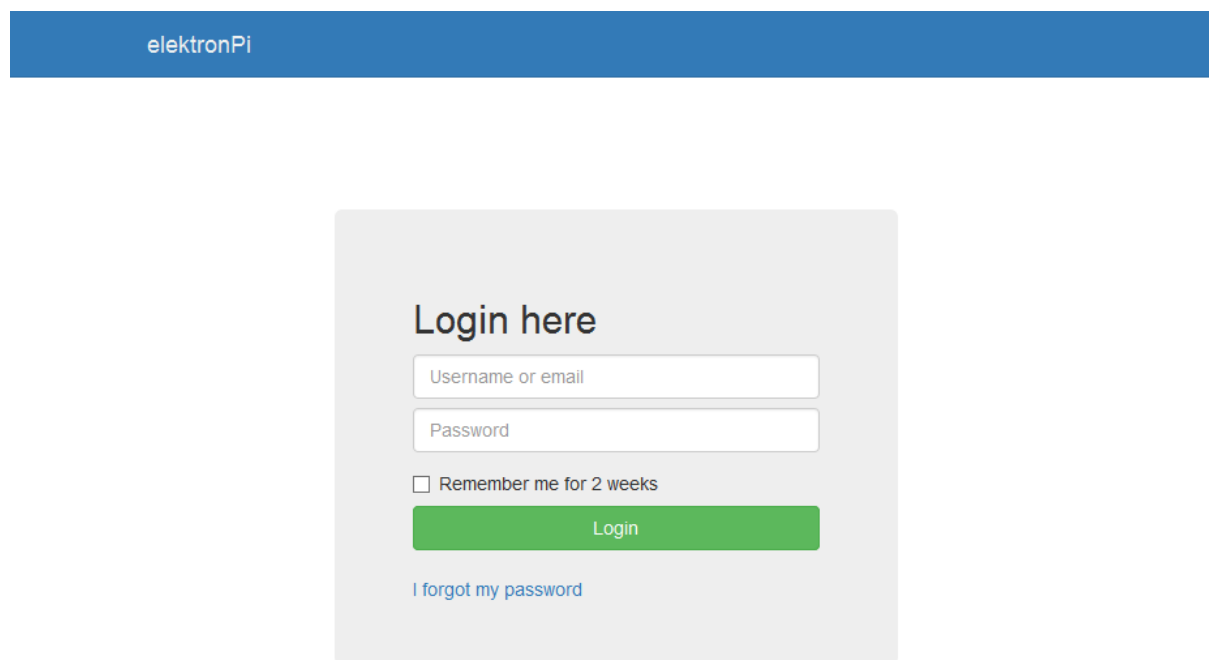 elektronPi
Login here
Username or email
Password
Remember me for 2 weeks
Login
I forgot my password